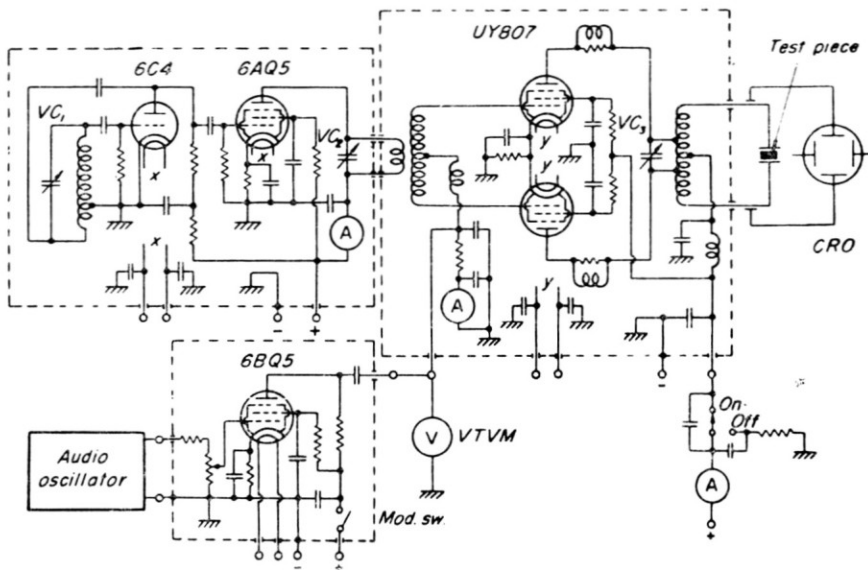 UY807
6C4
6AQ5
Test piece
VC₁
VC₂
VC₃
x
x
y
y
A
CRO
x
A
y
−
+
−
6BQ5
On
Off
V
VTVM
Audio
oscillator
A
Mod. sw.
−
+
+